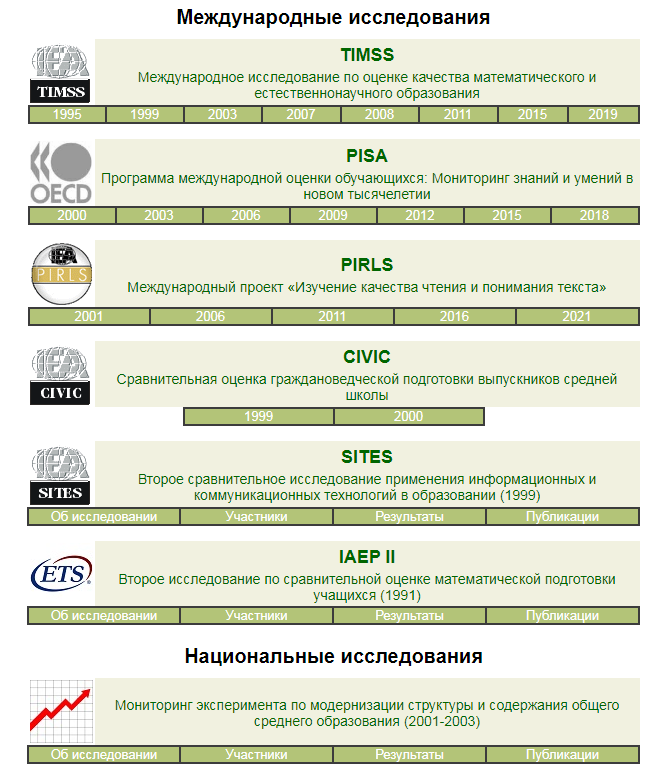 Международные исследования
IEA
TIMSS
TIMSS
Международное исследование по оценке качества математического и
естественнонаучного образования
1995 1999 2003 2007 2008 2011 2015 2019
OECD
PISA
Программа международной оценки обучающихся: Мониторинг знаний и умений в
новом тысячелетии
2000 2003 2006 2009 2012 2015 2018
IEA
PIRLS
PIRLS
Международный проект «Изучение качества чтения и понимания текста»
2001 2006 2011 2016 2021
IEA
CIVIC
CIVIC
Сравнительная оценка граждановедческой подготовки выпускников средней
школы
1999 2000
IEA
SITES
SITES
Второе сравнительное исследование применения информационных и
коммуникационных технологий в образовании (1999)
Об исследовании Участники Результаты Публикации
ETS®
IAEP II
Второе исследование по сравнительной оценке математической подготовки
учащихся (1991)
Об исследовании Участники Результаты Публикации
Национальные исследования
Мониторинг эксперимента по модернизации структуры и содержания общего
среднего образования (2001-2003)
Об исследовании Участники Результаты Публикации